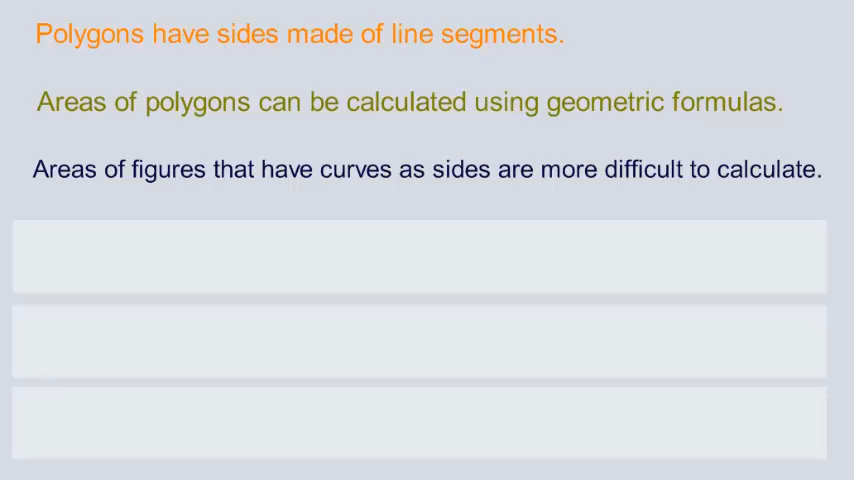 Polygons have sides made of line segments.
Areas of polygons can be calculated using geometric formulas.
Areas of figures that have curves as sides are more difficult to calculate.